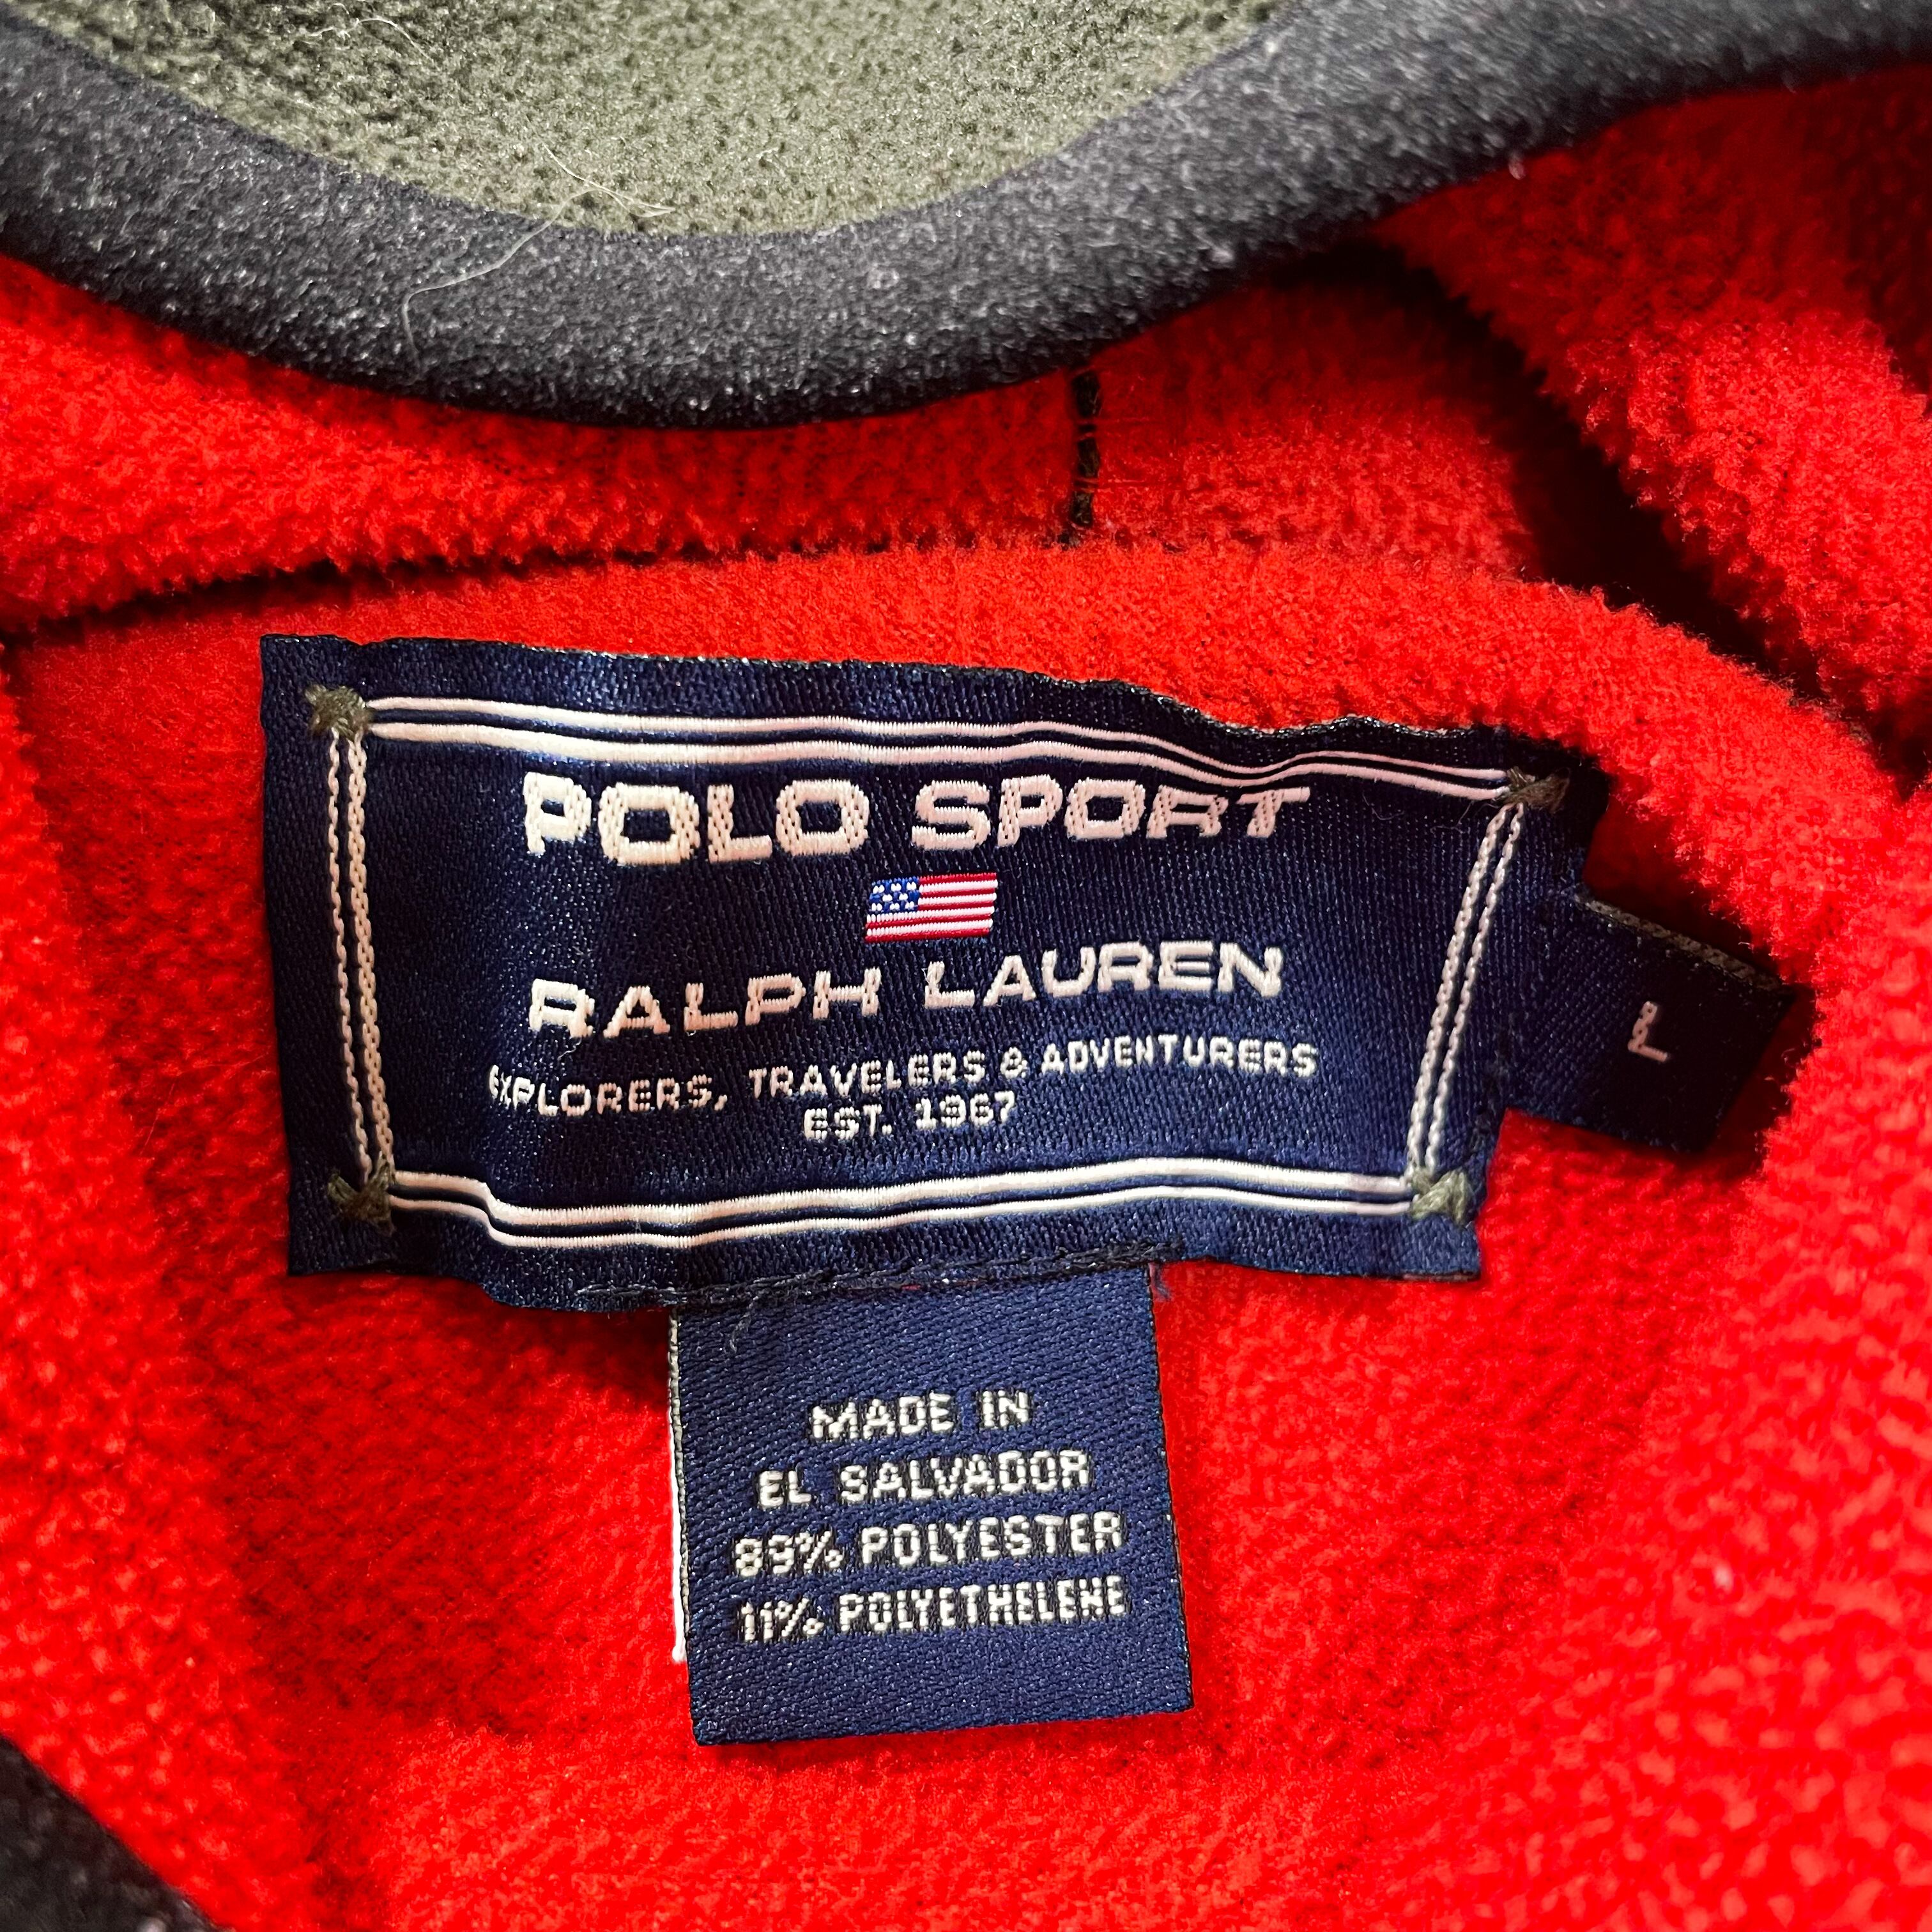 POLO SPORT
RALPH LAUREN
EXPLORERS, TRAVELERS & ADVENTURERS
EST. 1967
L
MADE IN
EL SALVADOR
89% POLYESTER
11% POLYETHELENE